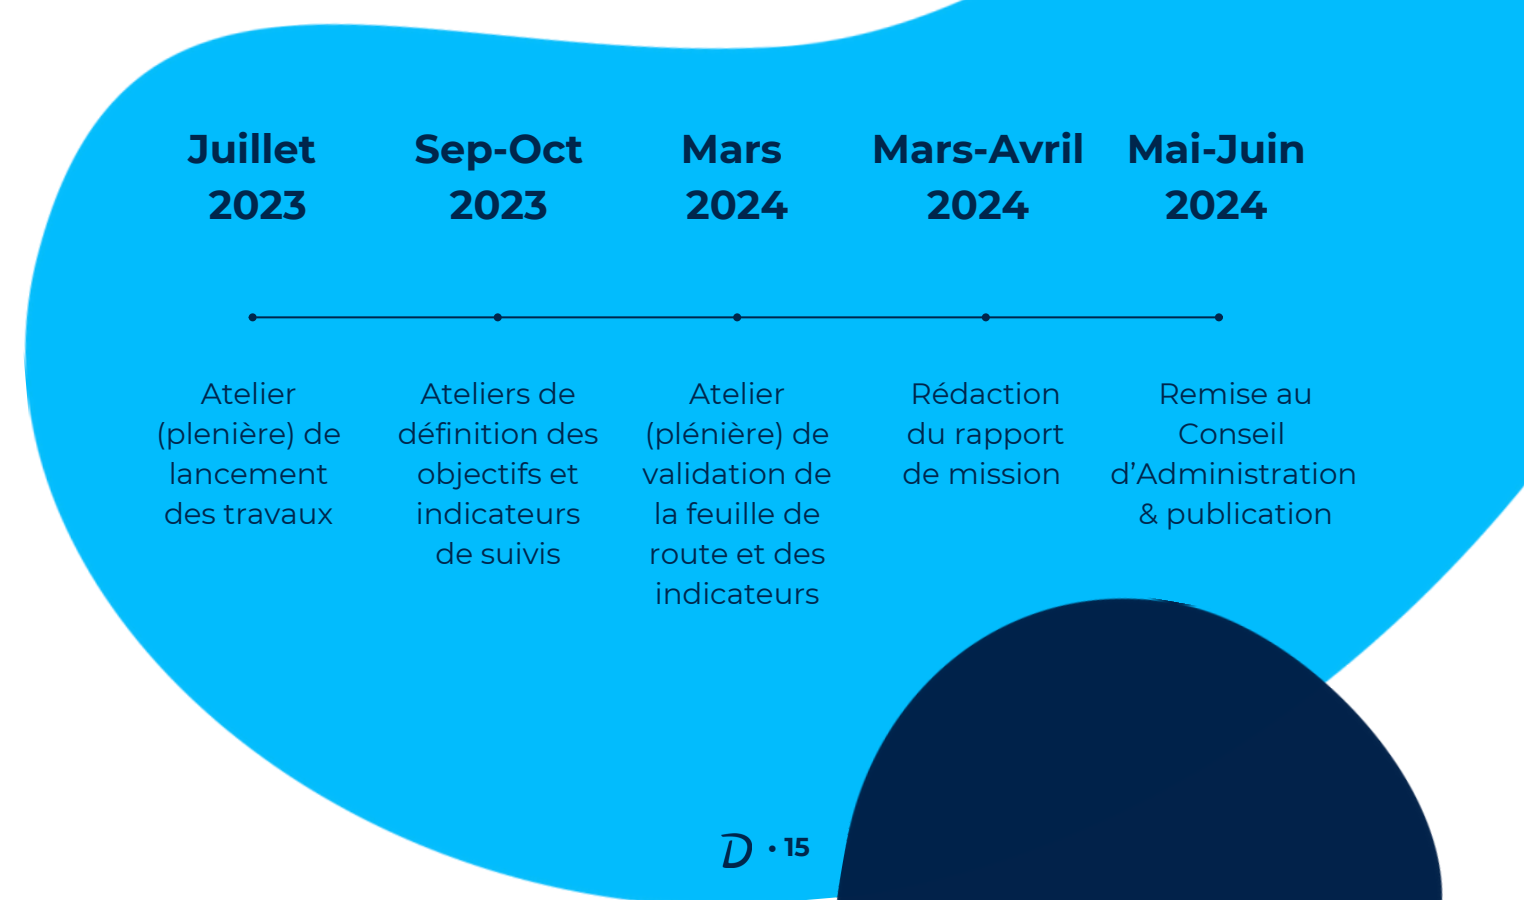 Juillet
2023
Sep-Oct
2023
Mars
2024
Mars-Avril
2024
Mai-Juin
2024
Atelier
(plenière) de
lancement
des travaux
Ateliers de
définition des
objectifs et
indicateurs
de suivis
Atelier
(plénière) de
validation de
la feuille de
route et des
indicateurs
Rédaction
du rapport
de mission
Remise au
Conseil
d’Administration
& publication
D • 15